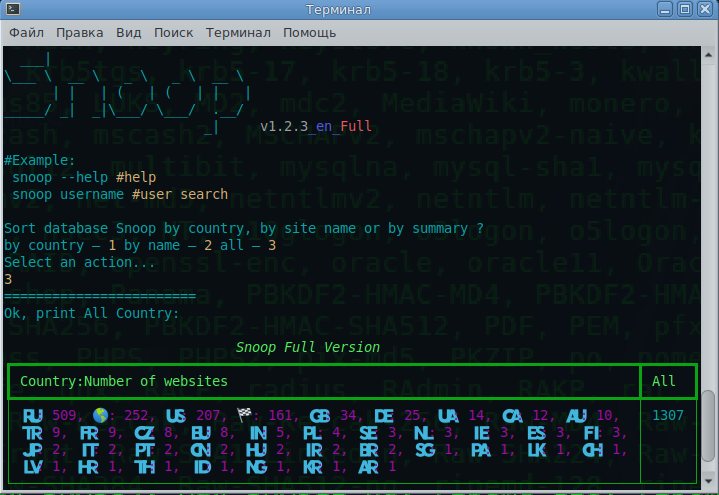 Терминал
Файл Правка Вид Поиск Терминал Помощь
v1.2.3_en_Full
#Example:
snoop --help #help
snoop username #user search
Sort database Snoop by country, by site name or by summary ?
by country — 1 by name — 2 all — 3
Select an action...
3
========================
Ok, print All Country:
Snoop Full Version
Country:Number of websites All
RU: 509, 🌎: 252, US: 207, 🏁: 161, GB: 34, DE: 25, UA: 14, CA: 12, AU: 10, 1307
TR: 9, FR: 9, CZ: 8, EU: 8, IN: 5, PL: 4, SE: 3, NL: 3, IE: 3, ES: 3, FI: 3,
JP: 2, IT: 2, PT: 2, CN: 2, HU: 2, IR: 2, BR: 2, SG: 1, PA: 1, LK: 1, CH: 1,
LV: 1, HR: 1, TH: 1, ID: 1, NG: 1, KR: 1, AR: 1